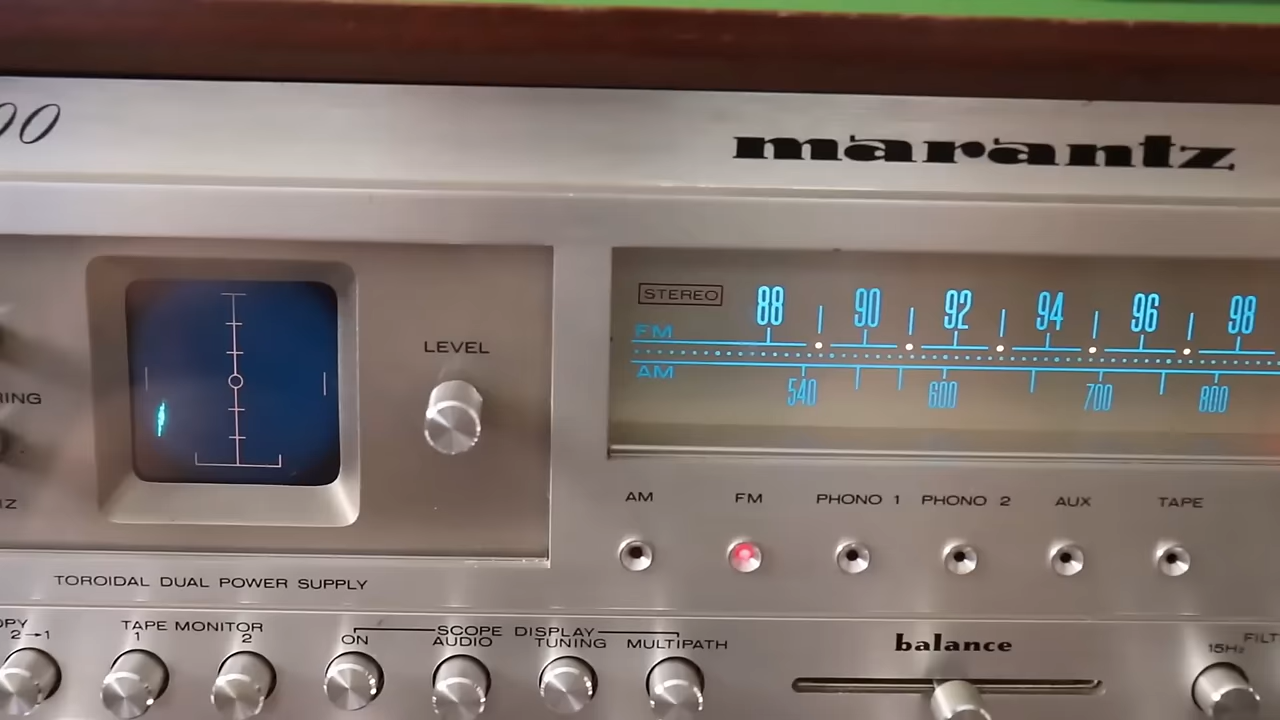 00
marantz
STEREO
88 90 92 94 96 98
FM
AM
540 600 700 800
LEVEL
AM FM PHONO 1 PHONO 2 AUX TAPE
TOROIDAL DUAL POWER SUPPLY
2→1
TAPE MONITOR
1 2
SCOPE DISPLAY
ON AUDIO TUNING MULTIPATH
balance
15Hz